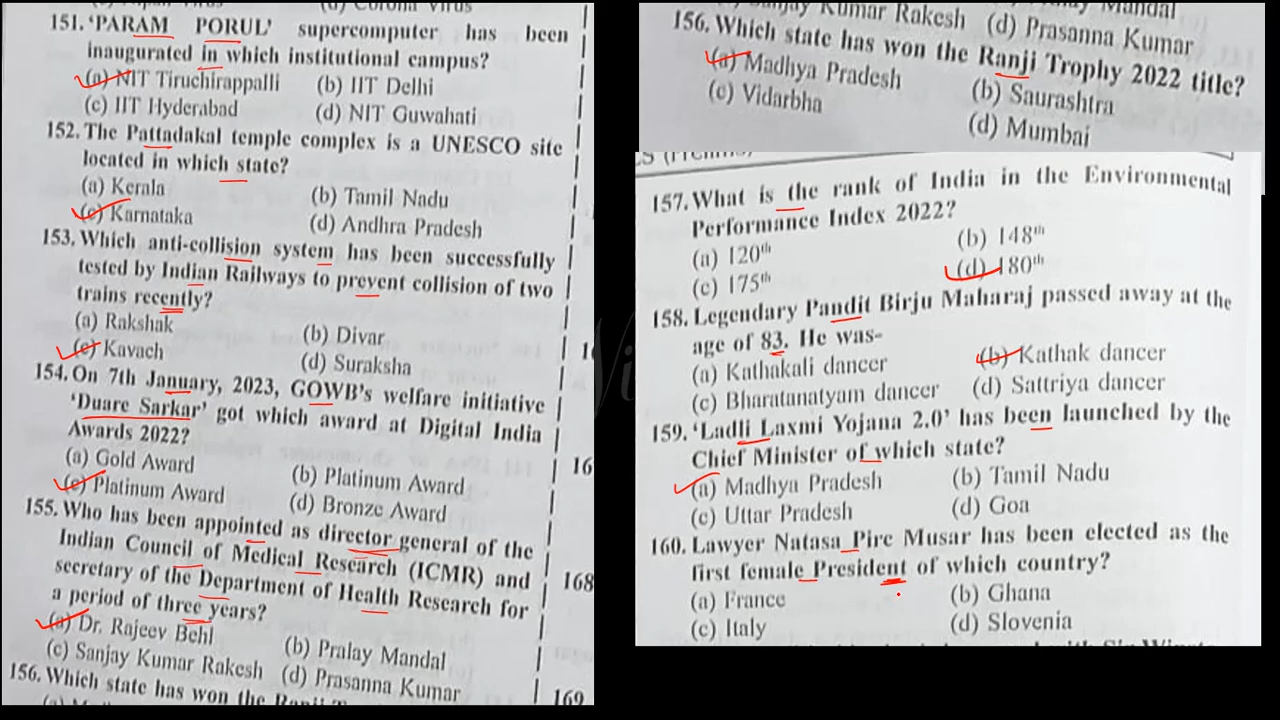 (d) Corona Virus
151. 'PARAM PORUL' supercomputer has been
inaugurated in which institutional campus?
(a) NIT Tiruchirappalli (b) IIT Delhi
(c) IIT Hyderabad (d) NIT Guwahati
152. The Pattadakal temple complex is a UNESCO site
located in which state?
(a) Kerala (b) Tamil Nadu
(c) Karnataka (d) Andhra Pradesh
153. Which anti-collision system has been successfully
tested by Indian Railways to prevent collision of two
trains recently?
(a) Rakshak (b) Divar
(c) Kavach (d) Suraksha
154. On 7th January, 2023, GOWB's welfare initiative
'Duare Sarkar' got which award at Digital India
Awards 2022?
(a) Gold Award (b) Platinum Award
(c) Platinum Award (d) Bronze Award
155. Who has been appointed as director general of the
Indian Council of Medical Research (ICMR) and
secretary of the Department of Health Research for
a period of three years?
(a) Dr. Rajeev Behl (b) Pralay Mandal
(c) Sanjay Kumar Rakesh (d) Prasanna Kumar
156. Which state has won the Ranji
16
168
169
Mandal
Sanjay Kumar Rakesh (d) Prasanna Kumar
156. Which state has won the Ranji Trophy 2022 title?
(a) Madhya Pradesh (b) Saurashtra
(c) Vidarbha (d) Mumbai
157. What is the rank of India in the Environmental
Performance Index 2022?
(a) 120th (b) 148th
(c) 175th (d) 180th
158. Legendary Pandit Birju Maharaj passed away at the
age of 83. He was-
(a) Kathakali dancer (b) Kathak dancer
(c) Bharatanatyam dancer (d) Sattriya dancer
159. 'Ladli Laxmi Yojana 2.0' has been launched by the
Chief Minister of which state?
(a) Madhya Pradesh (b) Tamil Nadu
(c) Uttar Pradesh (d) Goa
160. Lawyer Natasa Pirc Musar has been elected as the
first female President of which country?
(a) France (b) Ghana
(c) Italy (d) Slovenia